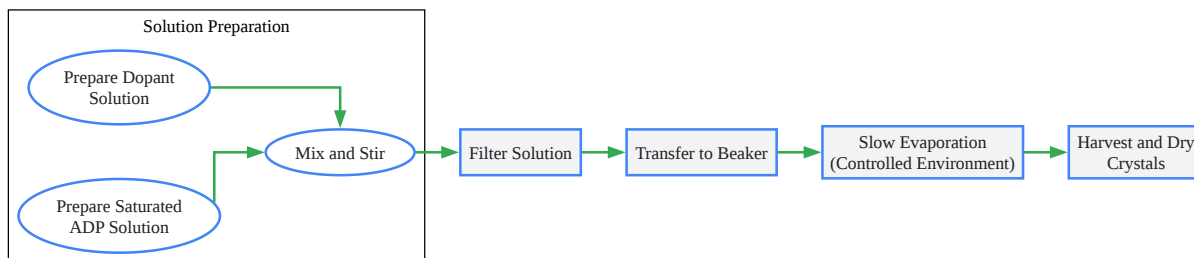 Solution Preparation
Prepare Dopant
Solution
Mix and Stir
Prepare Saturated
ADP Solution
Filter Solution
Transfer to Beaker
Slow Evaporation
(Controlled Environment)
Harvest and Dry
Crystals